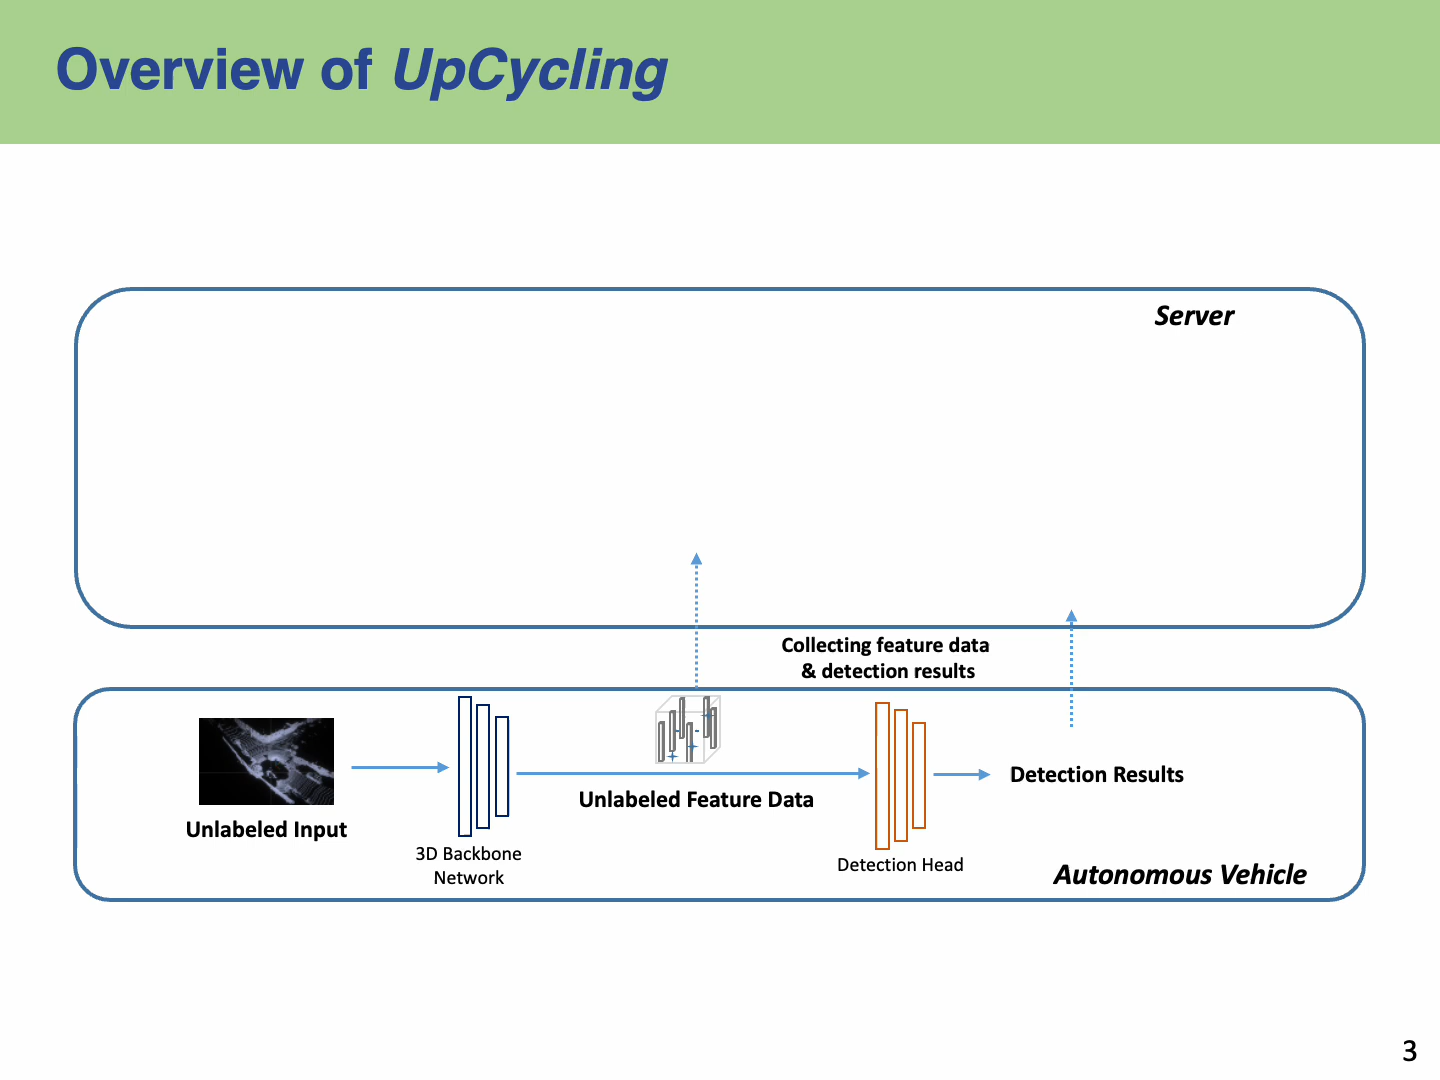 Overview of UpCycling
Server
Collecting feature data
& detection results
Unlabeled Input
3D Backbone
Network
Unlabeled Feature Data
Detection Head
Detection Results
Autonomous Vehicle
3